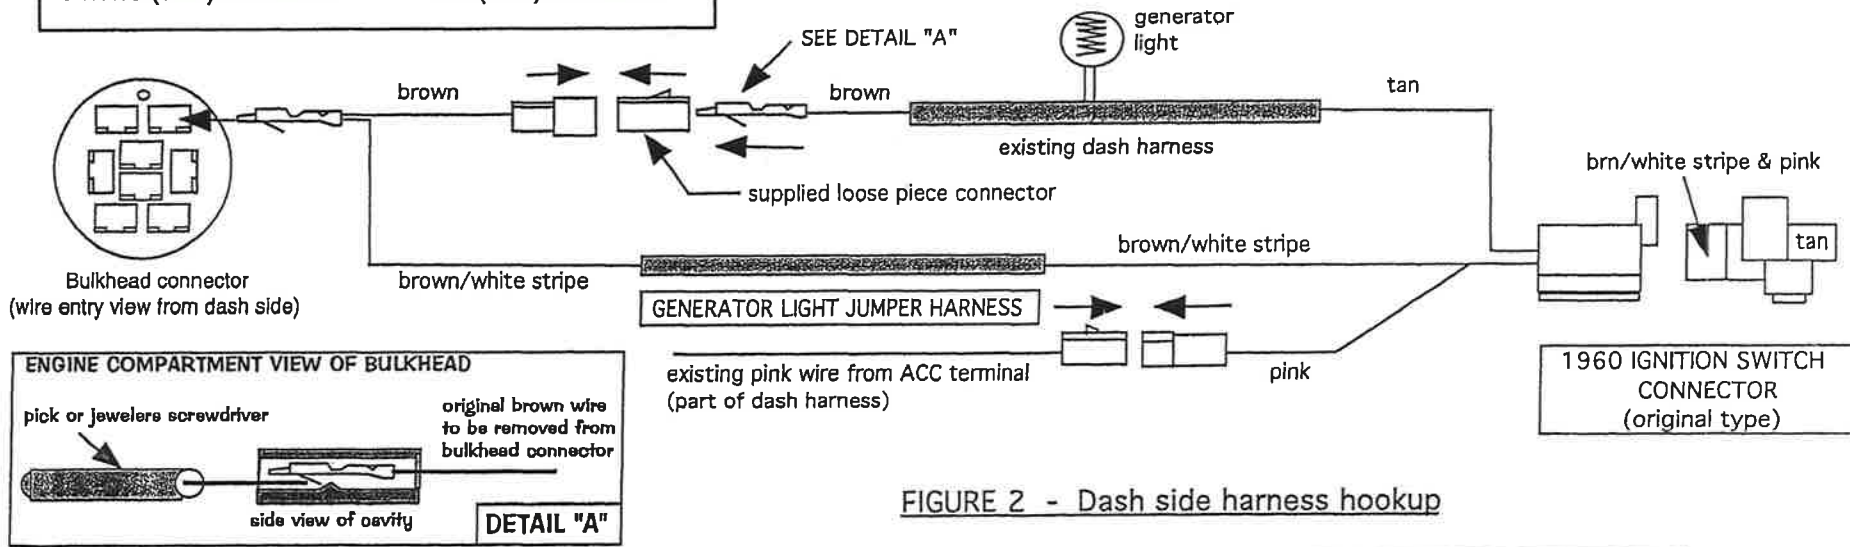 generator
light
SEE DETAIL "A"
brown
brown
tan
existing dash harness
brn/white stripe & pink
supplied loose piece connector
tan
brown/white stripe
Bulkhead connector
(wire entry view from dash side)
brown/white stripe
GENERATOR LIGHT JUMPER HARNESS
ENGINE COMPARTMENT VIEW OF BULKHEAD
existing pink wire from ACC terminal
(part of dash harness)
pink
1960 IGNITION SWITCH
CONNECTOR
(original type)
pick or jewelers screwdriver
original brown wire
to be removed from
bulkhead connector
side view of cavity
DETAIL "A"
FIGURE 2 - Dash side harness hookup